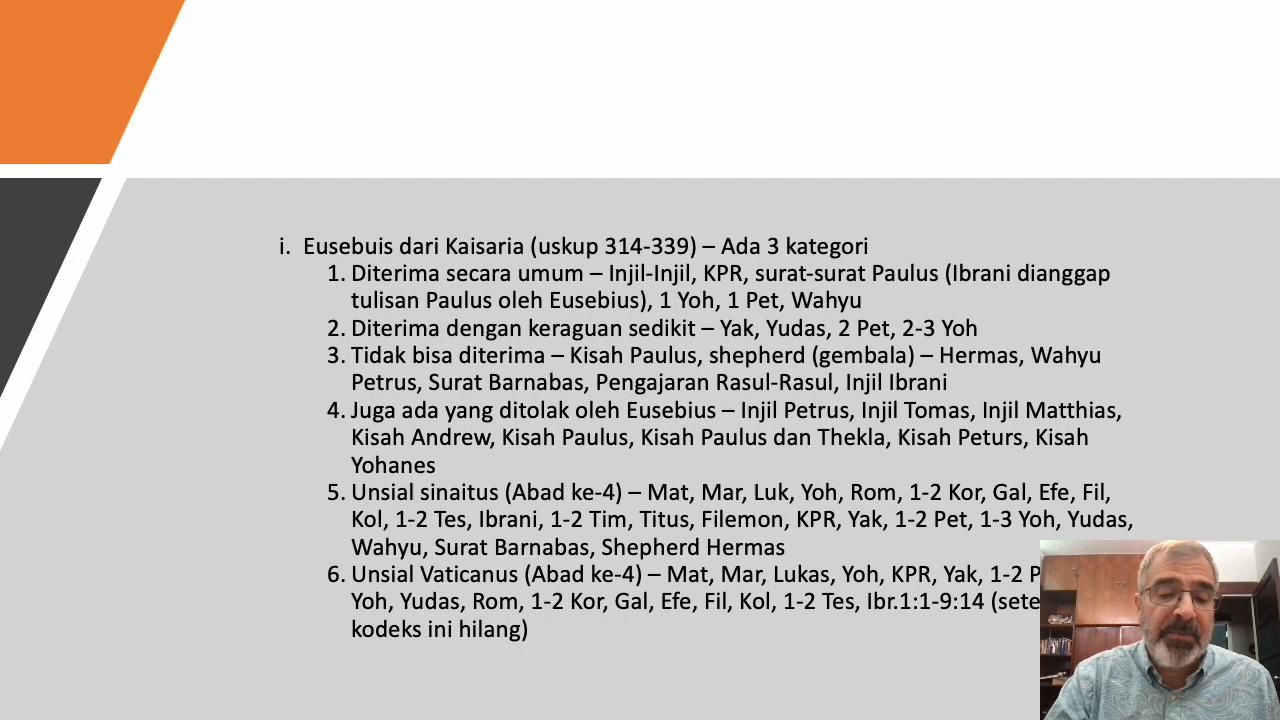 i. Eusebuis dari Kaisaria (uskup 314-339) – Ada 3 kategori
1. Diterima secara umum – Injil-Injil, KPR, surat-surat Paulus (Ibrani dianggap
tulisan Paulus oleh Eusebius), 1 Yoh, 1 Pet, Wahyu
2. Diterima dengan keraguan sedikit – Yak, Yudas, 2 Pet, 2-3 Yoh
3. Tidak bisa diterima – Kisah Paulus, shepherd (gembala) – Hermas, Wahyu
Petrus, Surat Barnabas, Pengajaran Rasul-Rasul, Injil Ibrani
4. Juga ada yang ditolak oleh Eusebius – Injil Petrus, Injil Tomas, Injil Matthias,
Kisah Andrew, Kisah Paulus, Kisah Paulus dan Thekla, Kisah Peturs, Kisah
Yohanes
5. Unsial sinaitus (Abad ke-4) – Mat, Mar, Luk, Yoh, Rom, 1-2 Kor, Gal, Efe, Fil,
Kol, 1-2 Tes, Ibrani, 1-2 Tim, Titus, Filemon, KPR, Yak, 1-2 Pet, 1-3 Yoh, Yudas,
Wahyu, Surat Barnabas, Shepherd Hermas
6. Unsial Vaticanus (Abad ke-4) – Mat, Mar, Lukas, Yoh, KPR, Yak, 1-2
Yoh, Yudas, Rom, 1-2 Kor, Gal, Efe, Fil, Kol, 1-2 Tes, Ibr.1:1-9:14
kodeks ini hilang)